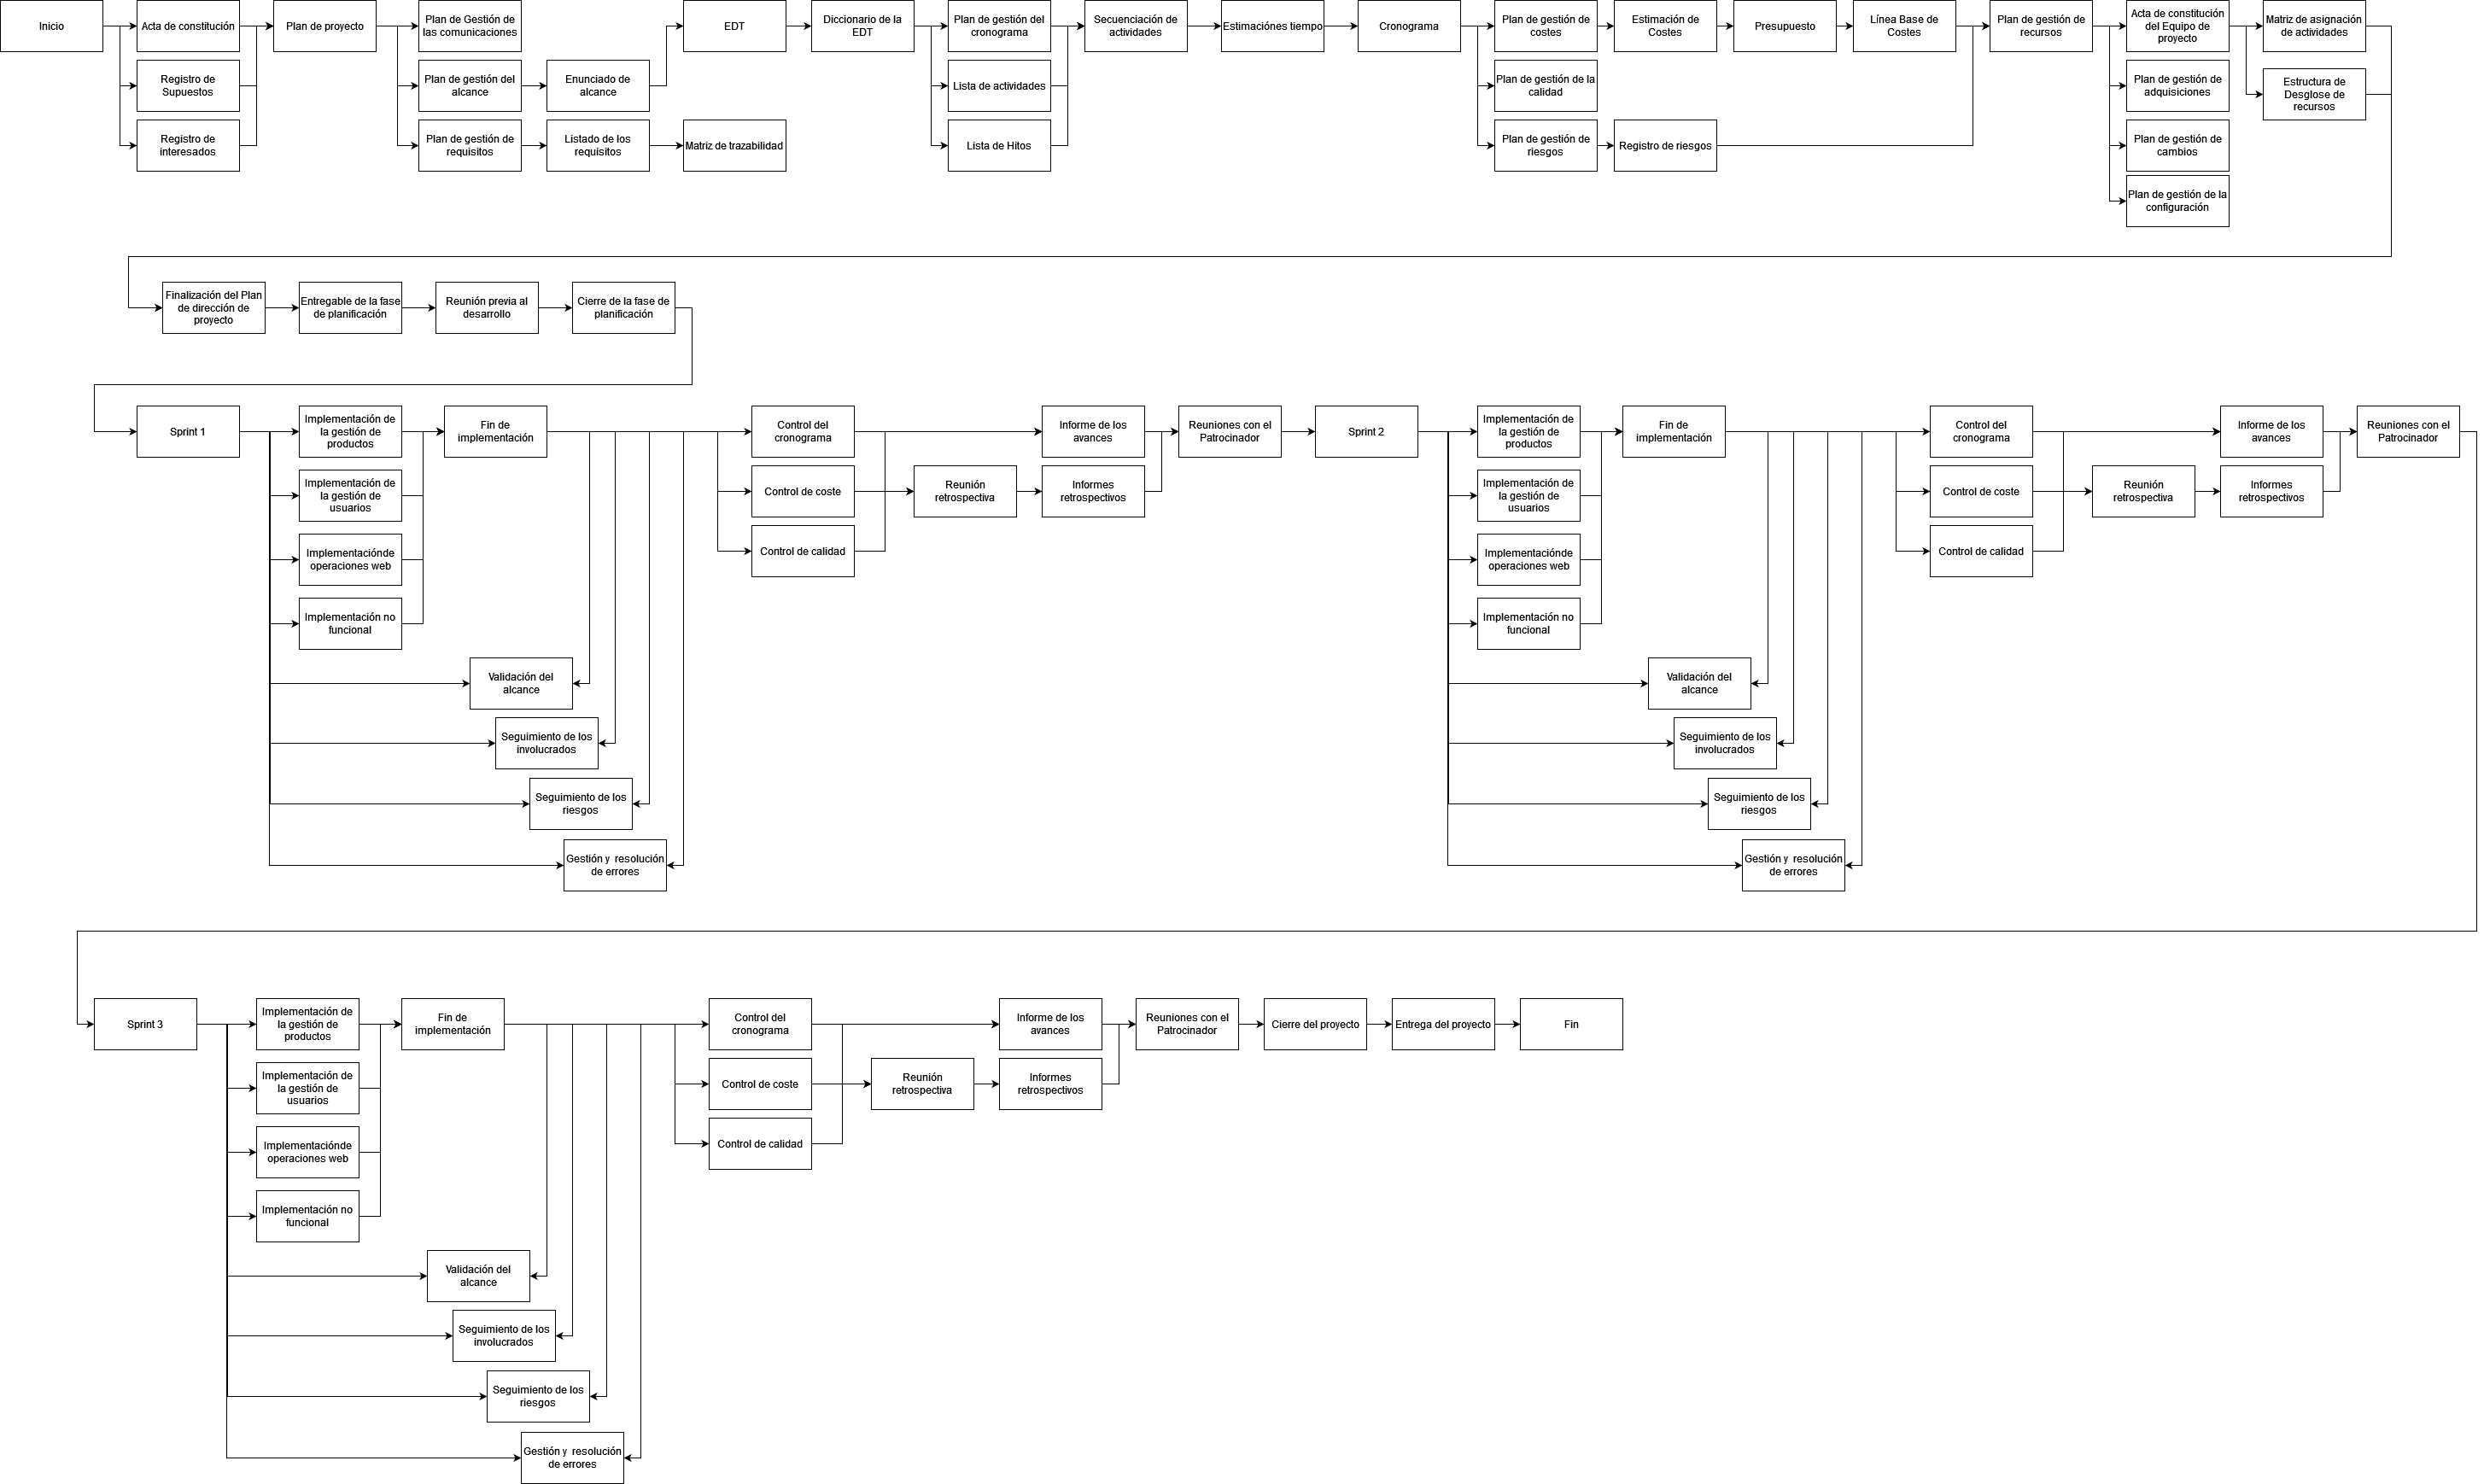 Inicio
Acta de constitución
Plan de proyecto
Plan de Gestión de
las comunicaciones
EDT
Diccionario de la
EDT
Plan de gestión del
cronograma
Secuenciación de
actividades
Estimaciónes tiempo
Cronograma
Plan de gestión de
costes
Estimación de
Costes
Presupuesto
Línea Base de
Costes
Plan de gestión de
recursos
Acta de constitución
del Equipo de
proyecto
Matriz de asignación
de actividades
Registro de
Supuestos
Plan de gestión del
alcance
Enunciado de
alcance
Lista de actividades
Plan de gestión de la
calidad
Plan de gestión de
adquisiciones
Estructura de
Desglose de
recursos
Registro de
interesados
Plan de gestión de
requisitos
Listado de los
requisitos
Matriz de trazabilidad
Lista de Hitos
Plan de gestión de
riesgos
Registro de riesgos
Plan de gestión de
cambios
Plan de gestión de la
configuración
Finalización del Plan
de dirección de
proyecto
Entregable de la fase
de planificación
Reunión previa al
desarrollo
Cierre de la fase de
planificación
Sprint 1
Implementación de
la gestión de
productos
Fin de
implementación
Control del
cronograma
Informe de los
avances
Reuniones con el
Patrocinador
Sprint 2
Implementación de
la gestión de
productos
Fin de
implementación
Control del
cronograma
Informe de los
avances
Reuniones con el
Patrocinador
Implementación de
la gestión de
usuarios
Control de coste
Reunión
retrospectiva
Informes
retrospectivos
Implementación de
la gestión de
usuarios
Control de coste
Reunión
retrospectiva
Informes
retrospectivos
Implementaciónde
operaciones web
Control de calidad
Implementaciónde
operaciones web
Control de calidad
Implementación no
funcional
Implementación no
funcional
Validación del
alcance
Validación del
alcance
Seguimiento de los
involucrados
Seguimiento de los
involucrados
Seguimiento de los
riesgos
Seguimiento de los
riesgos
Gestión y  resolución
de errores
Gestión y  resolución
de errores
Sprint 3
Implementación de
la gestión de
productos
Fin de
implementación
Control del
cronograma
Informe de los
avances
Reuniones con el
Patrocinador
Cierre del proyecto
Entrega del proyecto
Fin
Implementación de
la gestión de
usuarios
Control de coste
Reunión
retrospectiva
Informes
retrospectivos
Implementaciónde
operaciones web
Control de calidad
Implementación no
funcional
Validación del
alcance
Seguimiento de los
involucrados
Seguimiento de los
riesgos
Gestión y  resolución
de errores